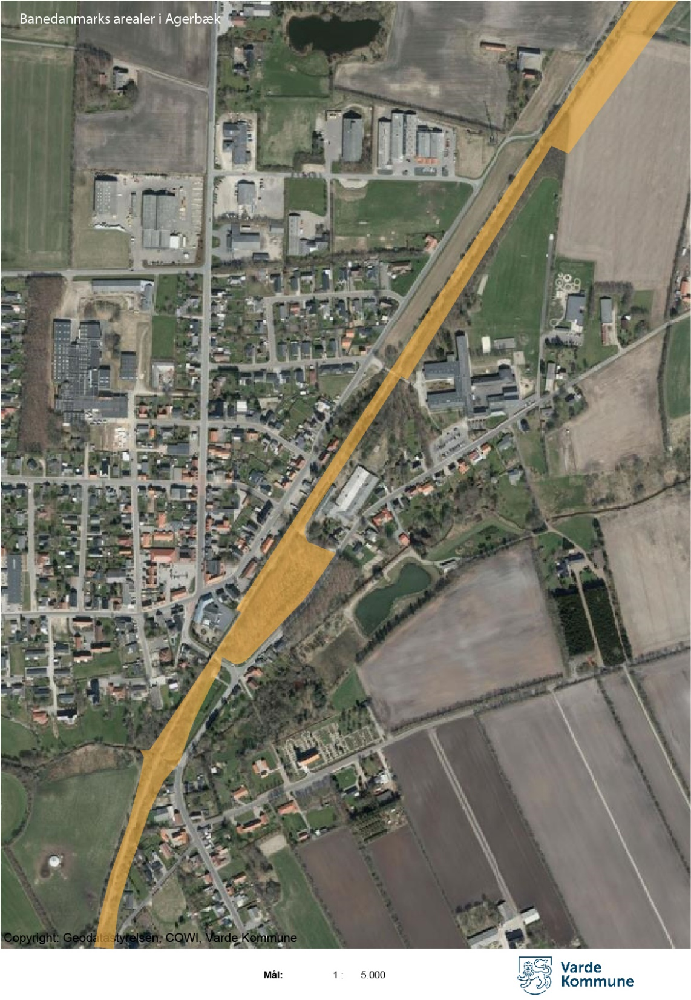 Banedanmarks arealer i Agerbæk
Copyright: Geodatastyrelsen, COWI, Varde Kommune
Mål: 1 : 5.000
Varde
Kommune